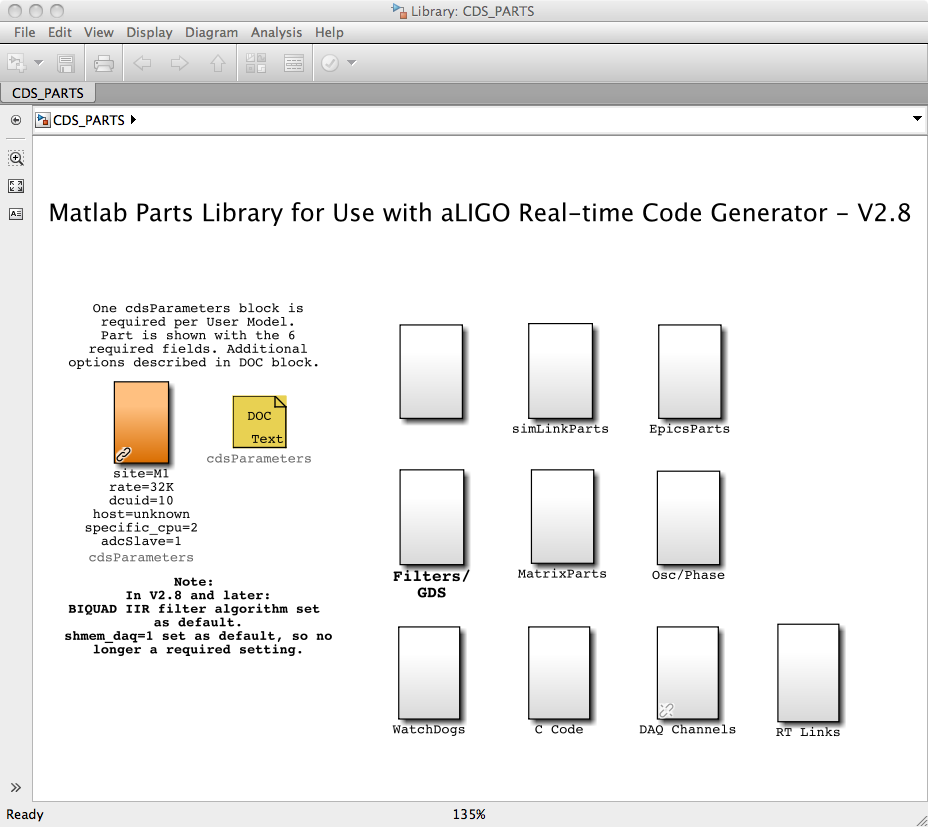 Library: CDS_PARTS
File Edit View Display Diagram Analysis Help
CDS_PARTS
CDS_PARTS
Matlab Parts Library for Use with aLIGO Real-time Code Generator - V2.8
One cdsParameters block is
required per User Model.
Part is shown with the 6
required fields. Additional
options described in DOC block.
DOC
Text
cdsParameters
site=M1
rate=32K
dcuid=10
host=unknown
specific_cpu=2
adcSlave=1
cdsParameters
Note:
In V2.8 and later:
BIQUAD IIR filter algorithm set
as default.
shmem_daq=1 set as default, so no
longer a required setting.
simLinkParts
EpicsParts
Filters/
GDS
MatrixParts
Osc/Phase
WatchDogs
C Code
DAQ Channels
RT Links
Ready
135%